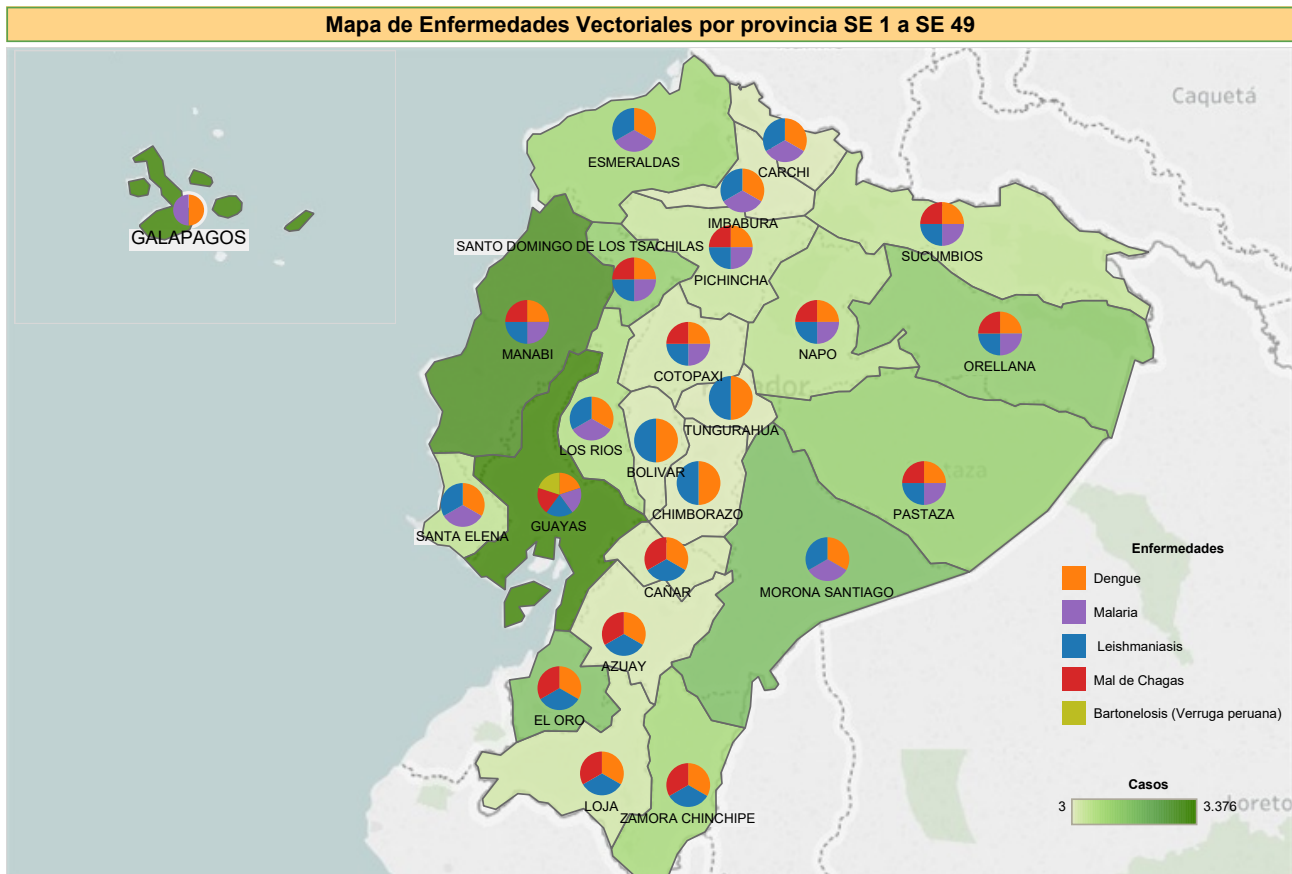 Mapa de Enfermedades Vectoriales por provincia SE 1 a SE 49
Caquetá
ESMERALDAS
CARCHI
IMBABURA
GALAPAGOS
SANTO DOMINGO DE LOS TSACHILAS
PICHINCHA
SUCUMBIOS
MANABI
COTOPAXI
NAPO
ORELLANA
TUNGURAHUA
LOS RIOS
BOLIVAR
CHIMBORAZO
PASTAZA
SANTA ELENA
GUAYAS
CAÑAR
MORONA SANTIAGO
AZUAY
EL ORO
LOJA
ZAMORA CHINCHIPE
Enfermedades
Dengue
Malaria
Leishmaniasis
Mal de Chagas
Bartonelosis (Verruga peruana)
Casos
3
3.376
Loreto